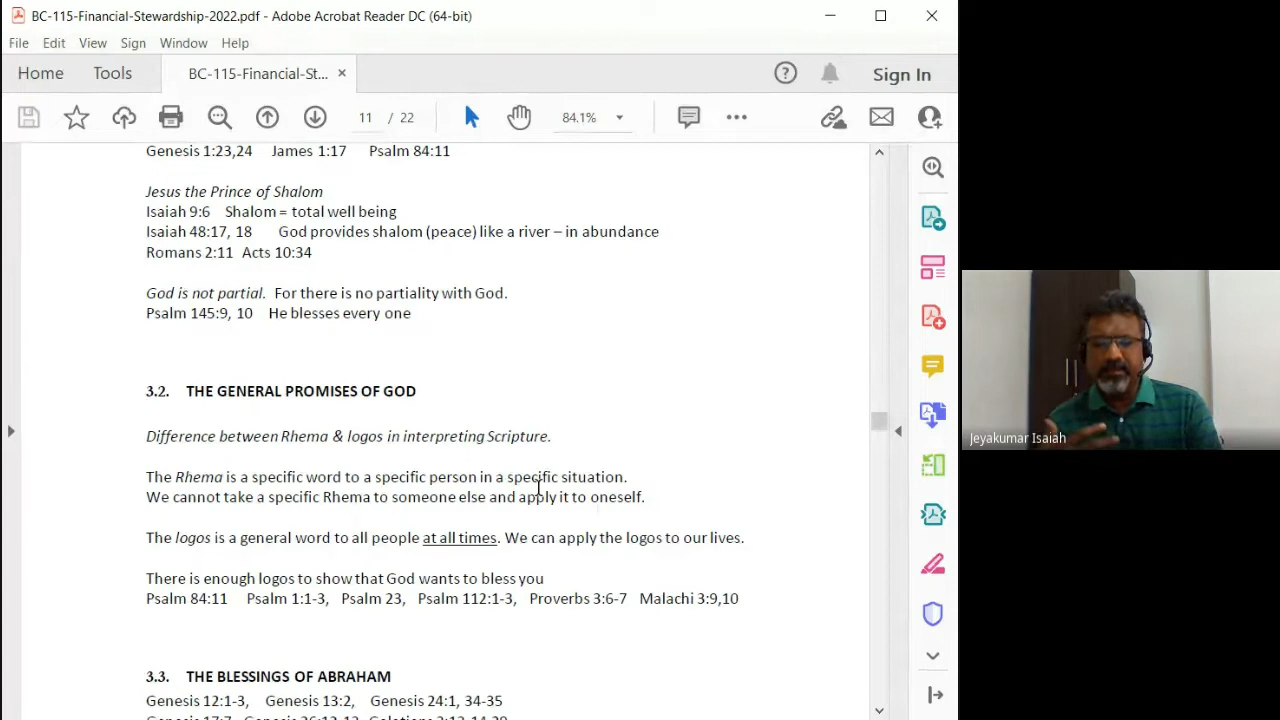 BC-115-Financial-Stewardship-2022.pdf - Adobe Acrobat Reader DC (64-bit)
File Edit View Sign Window Help
Home Tools BC-115-Financial-St... × Sign In
11 / 22 84.1%
Genesis 1:23,24 James 1:17 Psalm 84:11
Jesus the Prince of Shalom
Isaiah 9:6 Shalom = total well being
Isaiah 48:17, 18 God provides shalom (peace) like a river – in abundance
Romans 2:11 Acts 10:34
God is not partial. For there is no partiality with God.
Psalm 145:9, 10 He blesses every one
3.2. THE GENERAL PROMISES OF GOD
Difference between Rhema & logos in interpreting Scripture.
The Rhema is a specific word to a specific person in a specific situation.
We cannot take a specific Rhema to someone else and apply it to oneself.
The logos is a general word to all people at all times. We can apply the logos to our lives.
There is enough logos to show that God wants to bless you
Psalm 84:11 Psalm 1:1-3, Psalm 23, Psalm 112:1-3, Proverbs 3:6-7 Malachi 3:9,10
3.3. THE BLESSINGS OF ABRAHAM
Genesis 12:1-3, Genesis 13:2, Genesis 24:1, 34-35
Jeyakumar Isaiah